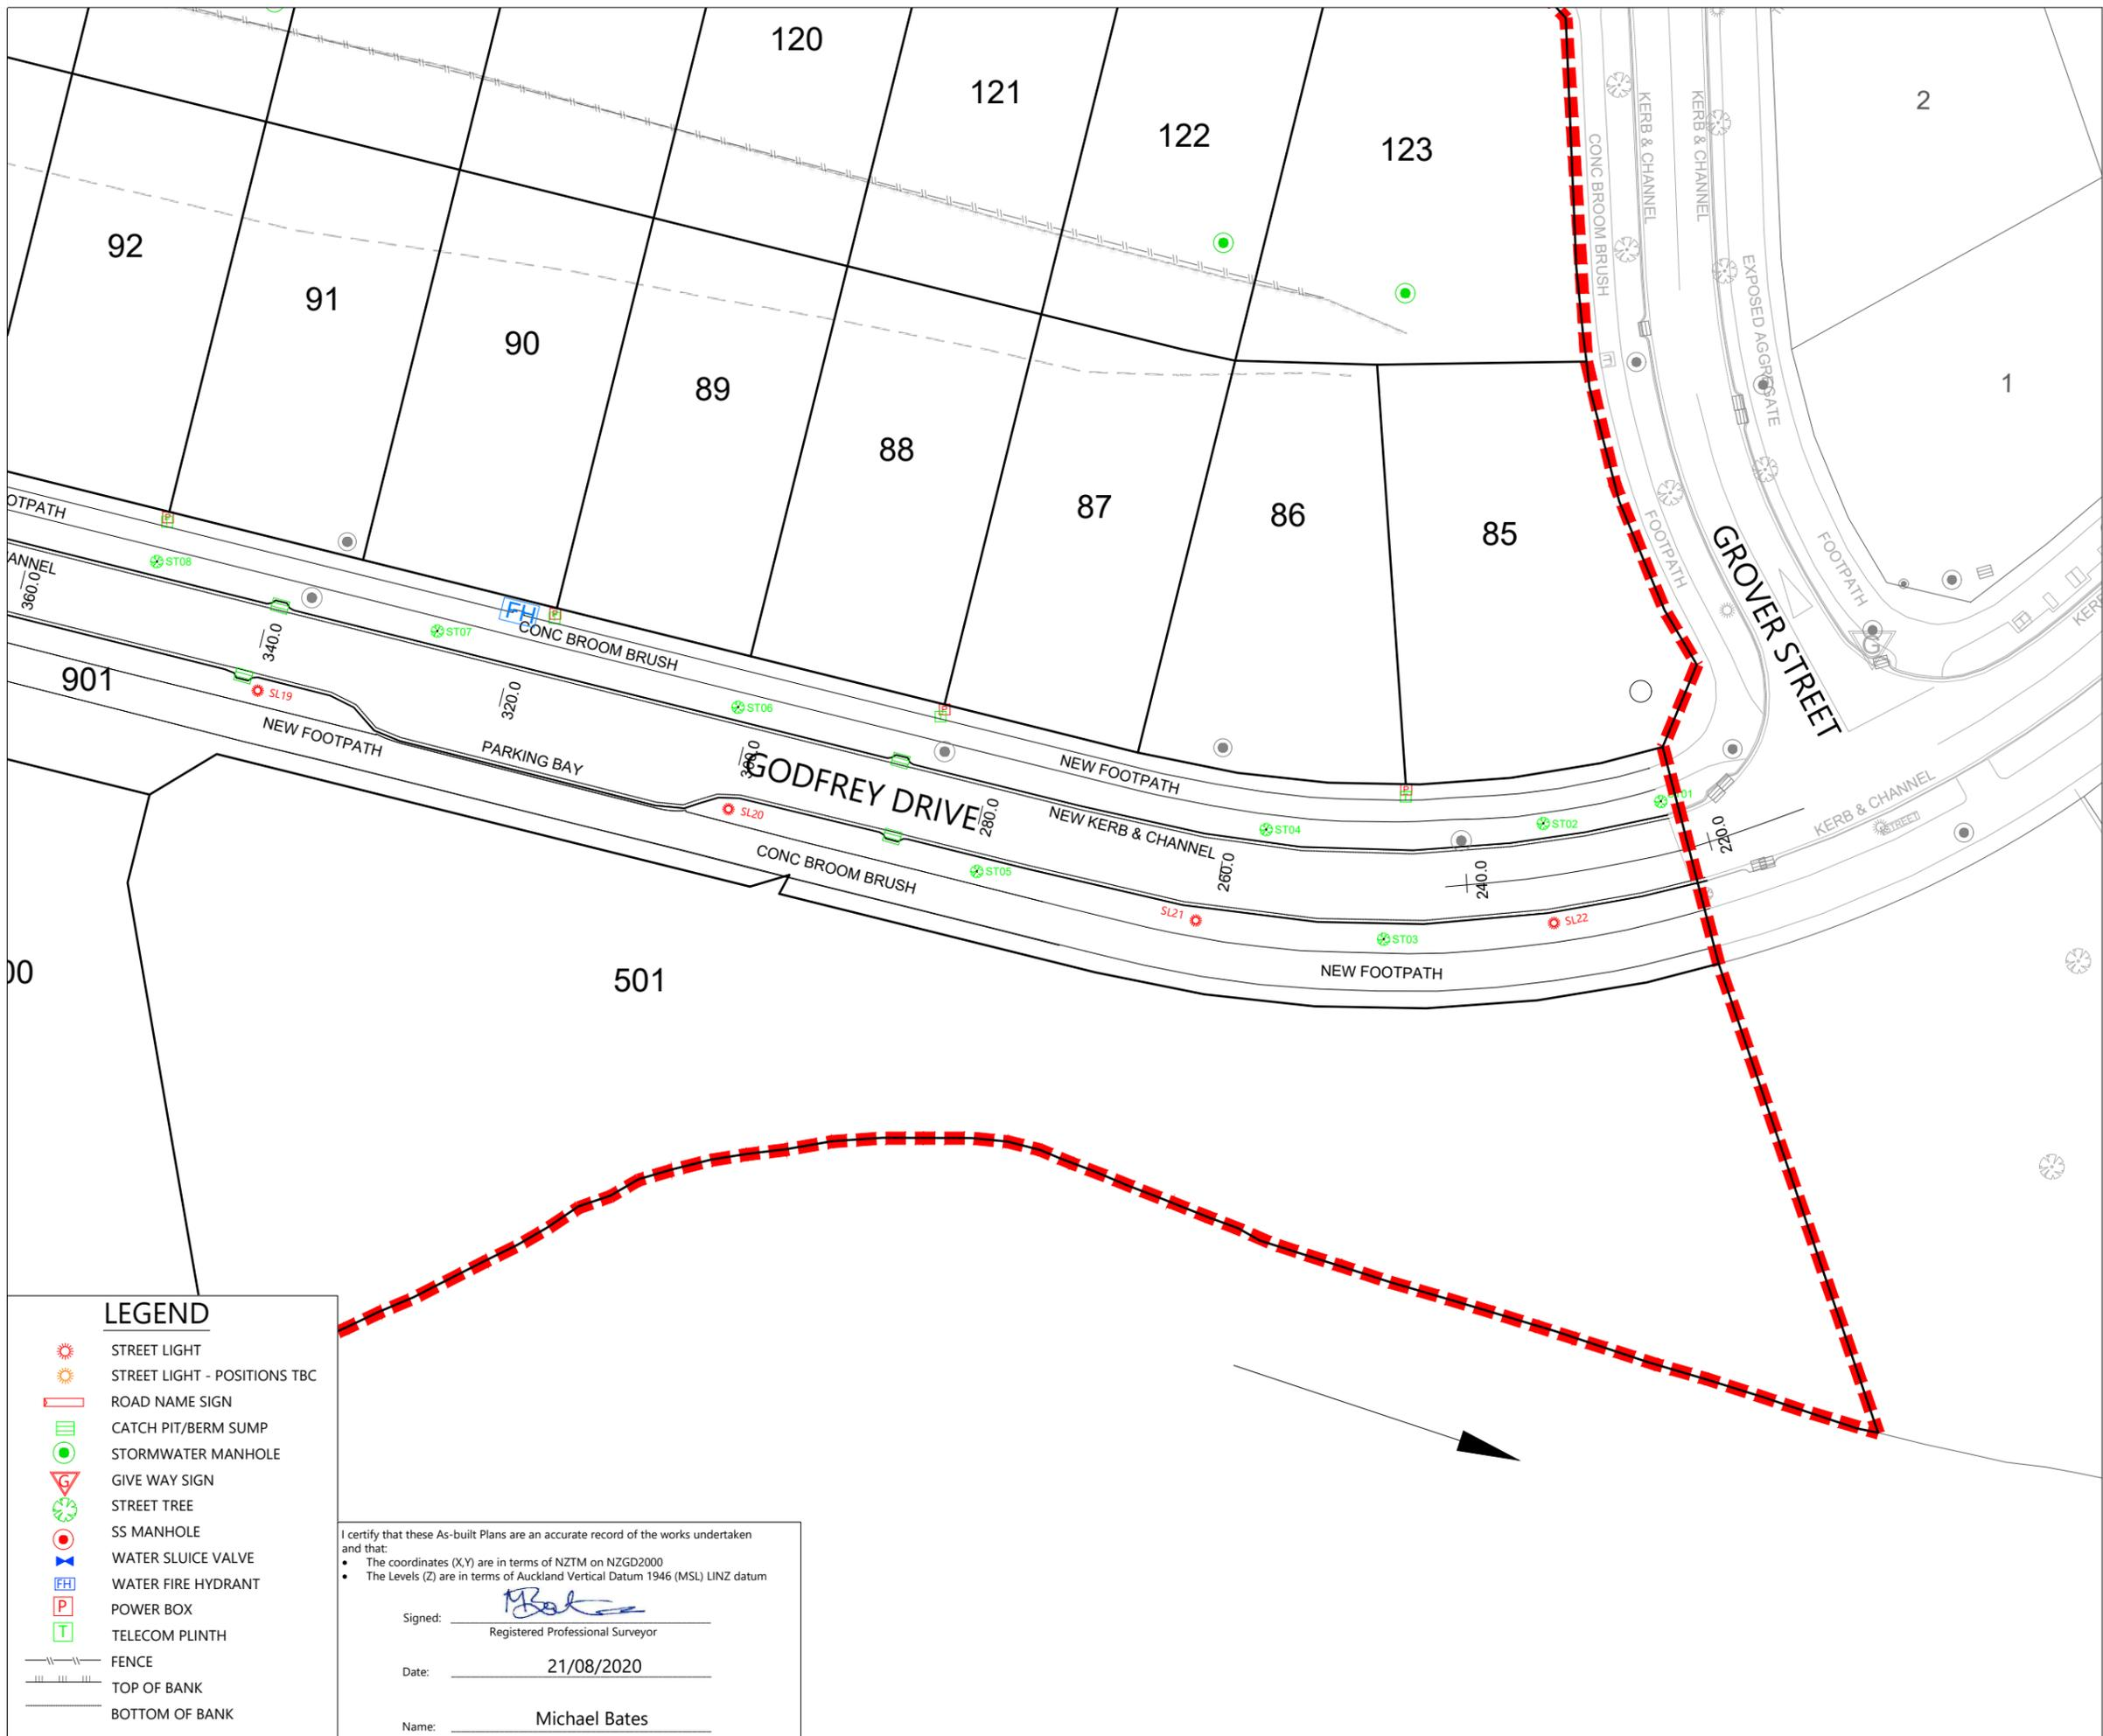 120
121
122
123
2
1
92
91
90
89
88
87
86
85
CONC BROOM BRUSH
KERB & CHANNEL
KERB & CHANNEL
EXPOSED AGGREGATE
FOOTPATH
FOOTPATH
GROVER STREET
T
G
KERB
OTPATH
ANNEL
360.0
P
ST08
340.0
901
SL19
NEW FOOTPATH
FH
P
ST07
CONC BROOM BRUSH
320.0
PARKING BAY
ST06
300.0
SL20
GODFREY DRIVE
280.0
P
NEW FOOTPATH
NEW KERB & CHANNEL
CONC BROOM BRUSH
ST05
260.0
ST04
P
ST02
01
220.0
240.0
KERB & CHANNEL
STREET
SL21
ST03
SL22
NEW FOOTPATH
00
501
LEGEND
STREET LIGHT
STREET LIGHT - POSITIONS TBC
ROAD NAME SIGN
CATCH PIT/BERM SUMP
STORMWATER MANHOLE
G GIVE WAY SIGN
STREET TREE
SS MANHOLE
WATER SLUICE VALVE
FH WATER FIRE HYDRANT
P POWER BOX
T TELECOM PLINTH
FENCE
TOP OF BANK
BOTTOM OF BANK
I certify that these As-built Plans are an accurate record of the works undertaken
and that:
• The coordinates (X,Y) are in terms of NZTM on NZGD2000
• The Levels (Z) are in terms of Auckland Vertical Datum 1946 (MSL) LINZ datum
Signed: MBates
Registered Professional Surveyor
Date: 21/08/2020
Name: Michael Bates